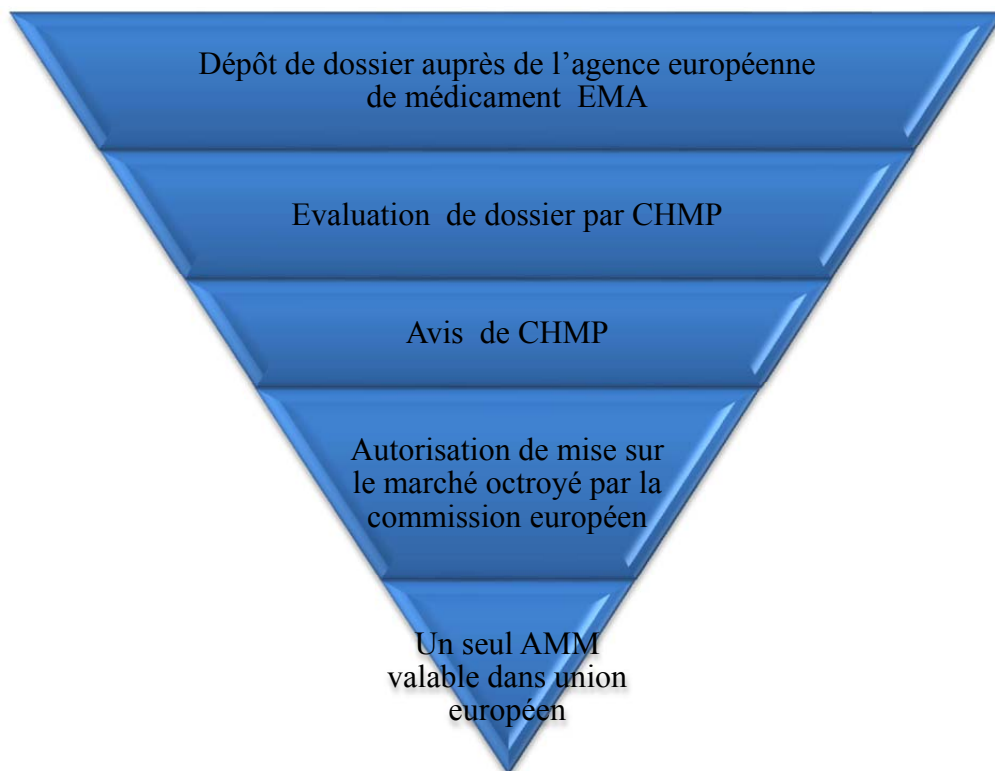 Dépôt de dossier auprès de l’agence européenne
de médicament  EMA
Evaluation  de dossier par CHMP
Avis  de CHMP
Autorisation de mise sur
le marché octroyé par la
commission européen
Un seul AMM
valable dans union
européen